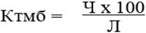 Ктмб = Ч х 100
Л